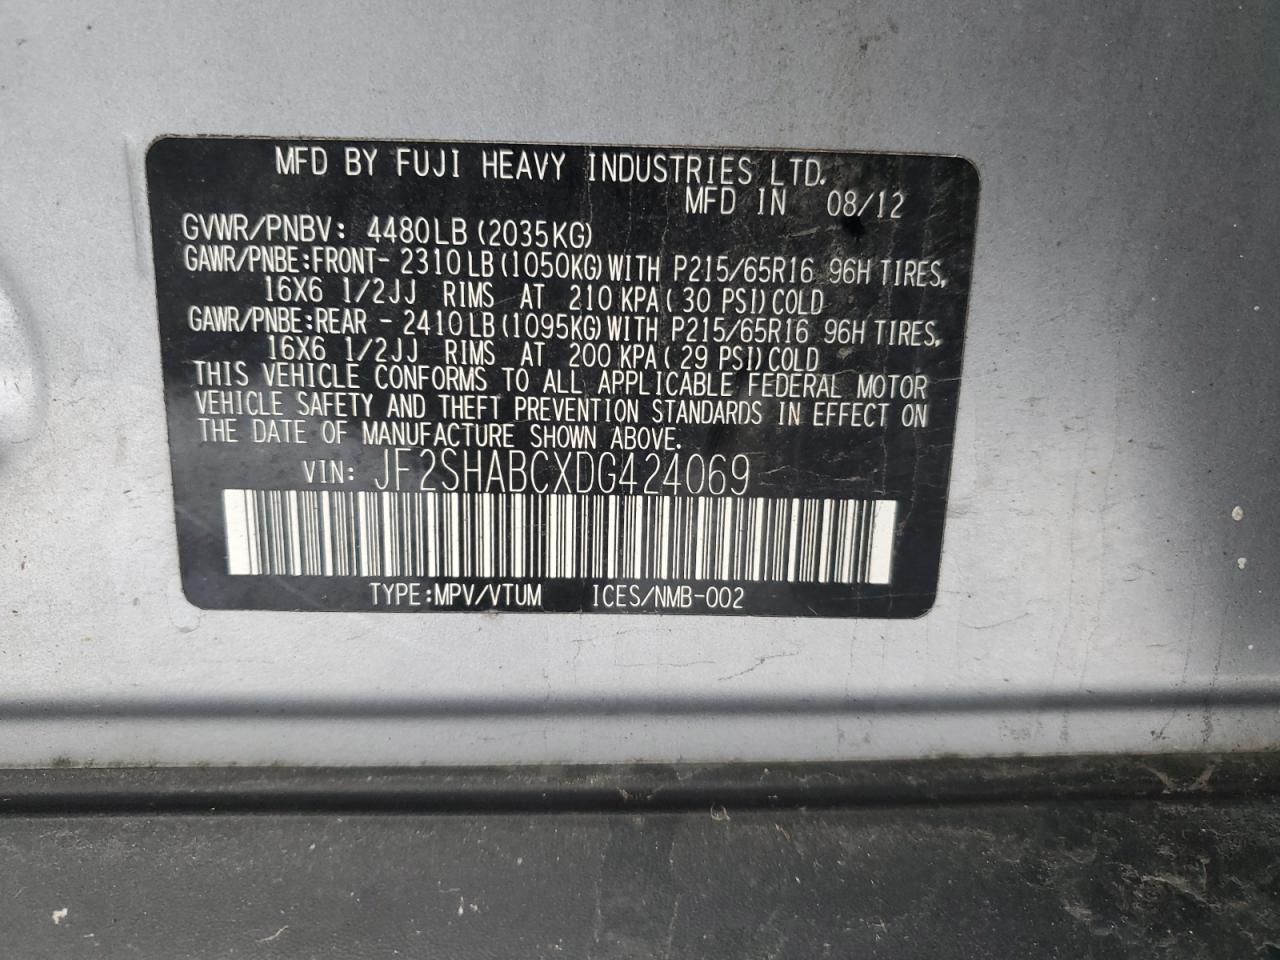 MFD BY FUJI HEAVY INDUSTRIES LTD.
MFD IN 08/12
GVWR/PNBV: 4480LB (2035KG)
GAWR/PNBE:FRONT- 2310LB (1050KG) WITH P215/65R16 96H TIRES,
16X6 1/2JJ RIMS AT 210 KPA (30 PSI) COLD
GAWR/PNBE:REAR - 2410LB (1095KG) WITH P215/65R16 96H TIRES,
16X6 1/2JJ RIMS AT 200 KPA (29 PSI) COLD
THIS VEHICLE CONFORMS TO ALL APPLICABLE FEDERAL MOTOR
VEHICLE SAFETY AND THEFT PREVENTION STANDARDS IN EFFECT ON
THE DATE OF MANUFACTURE SHOWN ABOVE.
VIN: JF2SHABCXDG424069
TYPE:MPV/VTUM ICES/NMB-002